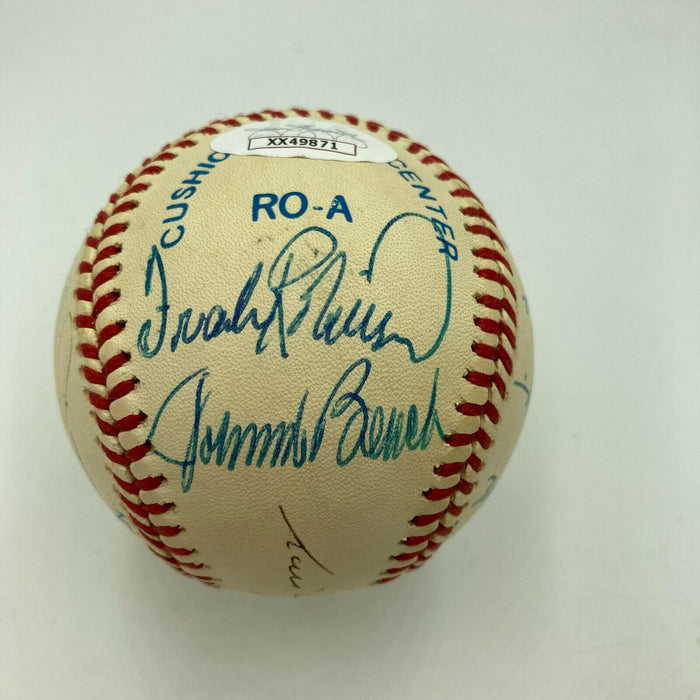 XX49871
CUSHIO CENTER
RO-A
Frank Robinson
Johnny Bench